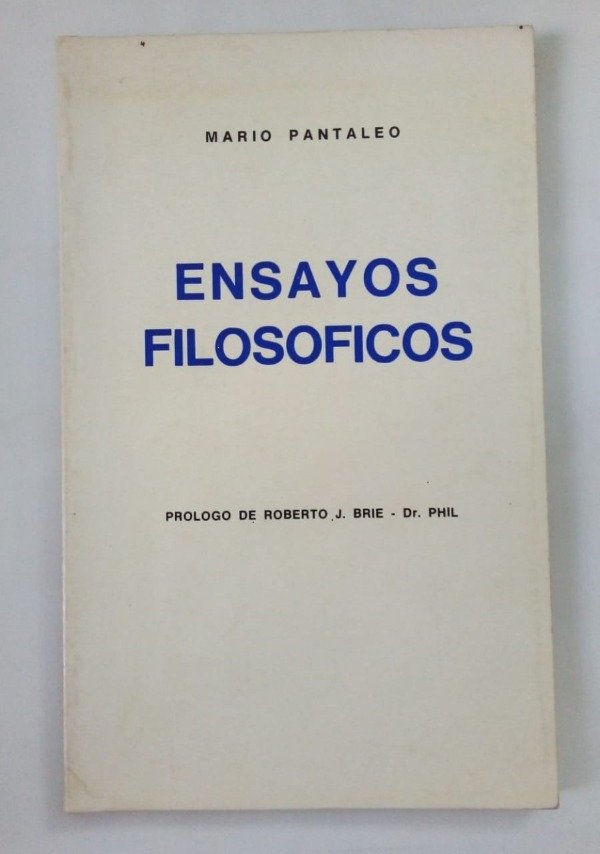 MARIO PANTALEO
ENSAYOS
FILOSOFICOS
PROLOGO DE ROBERTO J. BRIE - Dr. PHIL